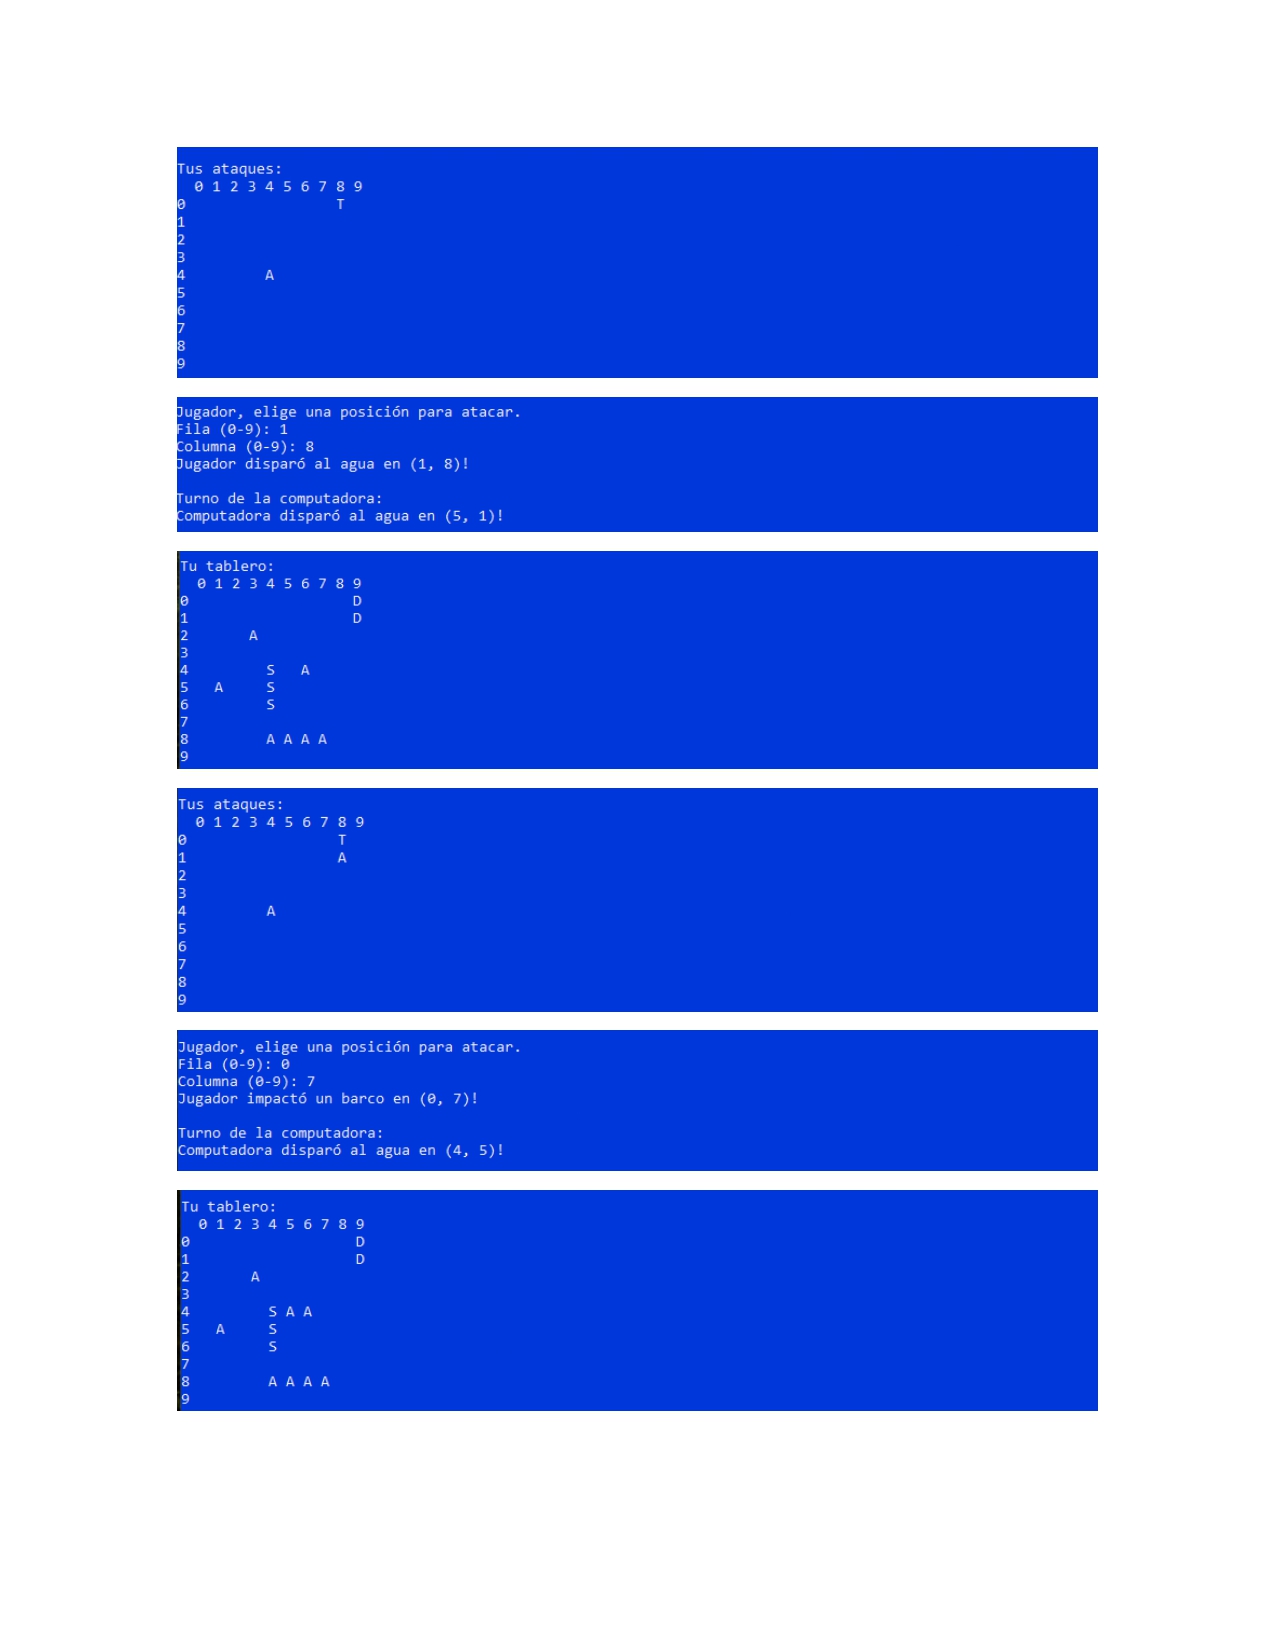 Tus ataques:
  0 1 2 3 4 5 6 7 8 9
0                 T
1
2
3
4         A
5
6
7
8
9
Jugador, elige una posición para atacar.
Fila (0-9): 1
Columna (0-9): 8
Jugador disparó al agua en (1, 8)!
Turno de la computadora:
Computadora disparó al agua en (5, 1)!
Tu tablero:
  0 1 2 3 4 5 6 7 8 9
0                   D
1                   D
2       A
3
4         S   A
5   A     S
6         S
7
8         A A A A
9
Tus ataques:
  0 1 2 3 4 5 6 7 8 9
0                 T
1                 A
2
3
4         A
5
6
7
8
9
Jugador, elige una posición para atacar.
Fila (0-9): 0
Columna (0-9): 7
Jugador impactó un barco en (0, 7)!
Turno de la computadora:
Computadora disparó al agua en (4, 5)!
Tu tablero:
  0 1 2 3 4 5 6 7 8 9
0                   D
1                   D
2       A
3
4         S A A
5   A     S
6         S
7
8         A A A A
9